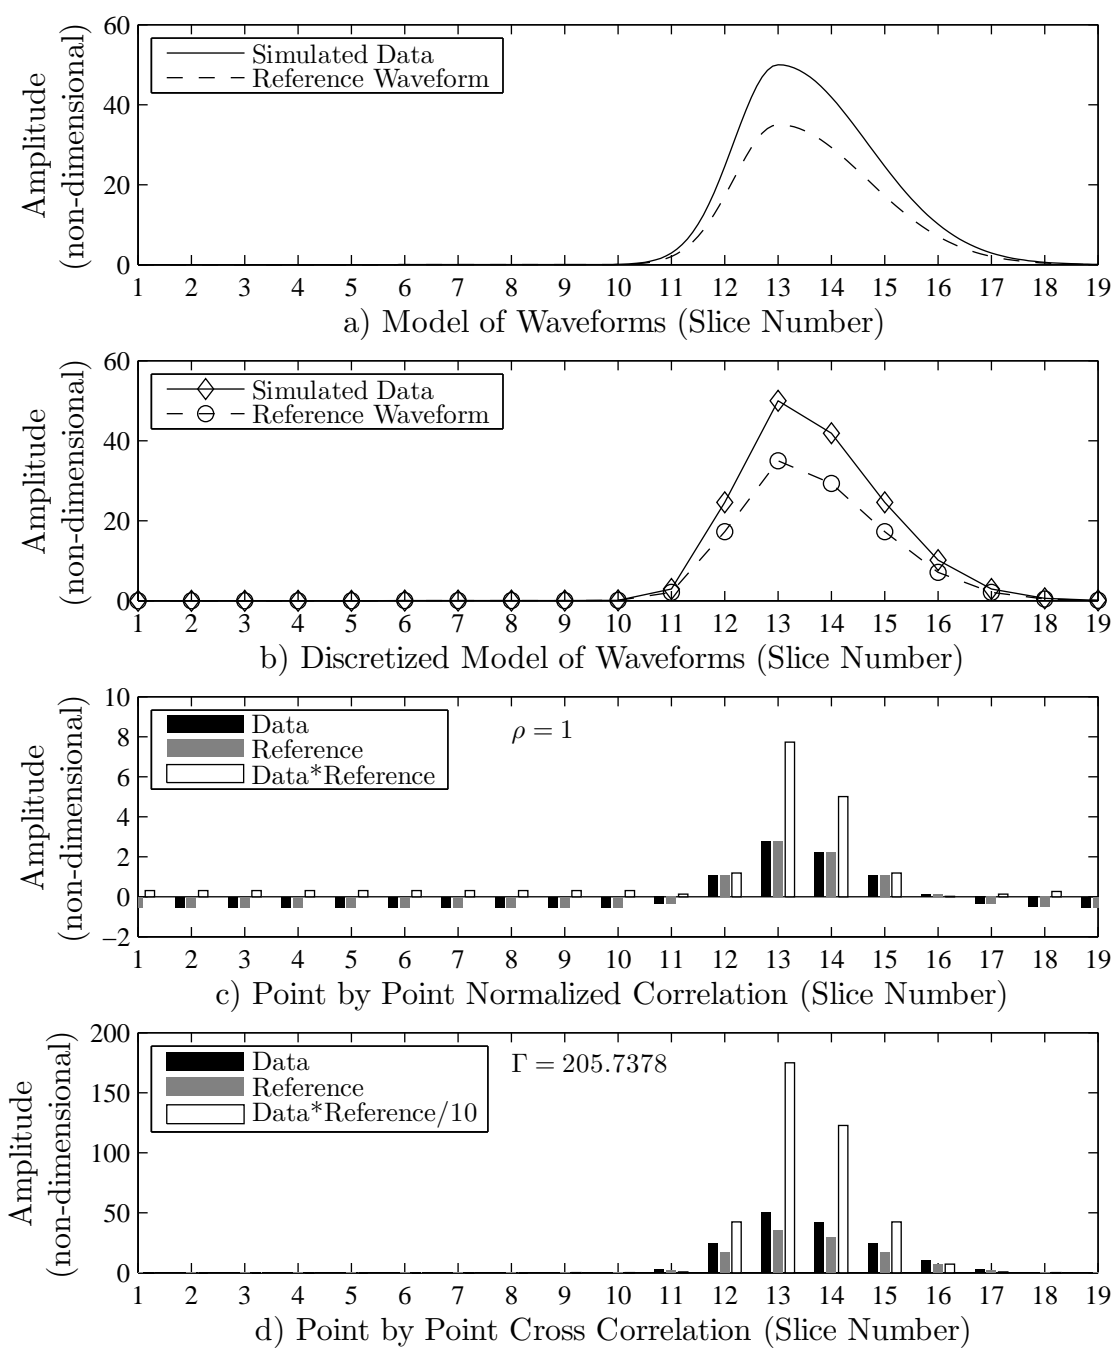 60
40
20
0
Amplitude
(non-dimensional)
Simulated Data
Reference Waveform
1 2 3 4 5 6 7 8 9 10 11 12 13 14 15 16 17 18 19
a) Model of Waveforms (Slice Number)
60
40
20
0
Amplitude
(non-dimensional)
Simulated Data
Reference Waveform
1 2 3 4 5 6 7 8 9 10 11 12 13 14 15 16 17 18 19
b) Discretized Model of Waveforms (Slice Number)
10
8
6
4
2
0
−2
Amplitude
(non-dimensional)
Data
Reference
Data*Reference
ρ = 1
1 2 3 4 5 6 7 8 9 10 11 12 13 14 15 16 17 18 19
c) Point by Point Normalized Correlation (Slice Number)
200
150
100
50
0
Amplitude
(non-dimensional)
Data
Reference
Data*Reference/10
Γ = 205.7378
1 2 3 4 5 6 7 8 9 10 11 12 13 14 15 16 17 18 19
d) Point by Point Cross Correlation (Slice Number)